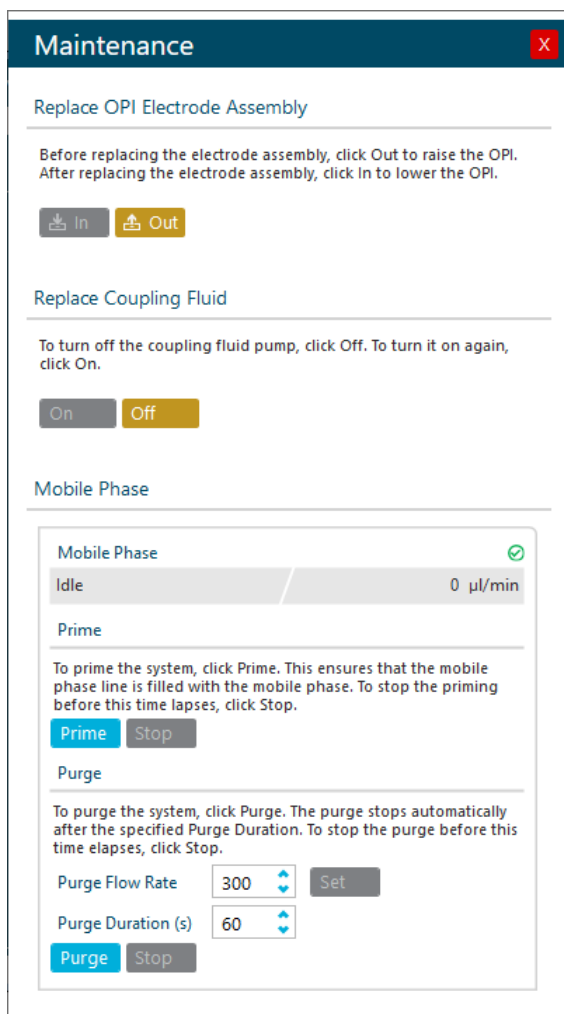 Maintenance
X
Replace OPI Electrode Assembly
Before replacing the electrode assembly, click Out to raise the OPI.
After replacing the electrode assembly, click In to lower the OPI.
In Out
Replace Coupling Fluid
To turn off the coupling fluid pump, click Off. To turn it on again,
click On.
On Off
Mobile Phase
Mobile Phase
Idle 0 µl/min
Prime
To prime the system, click Prime. This ensures that the mobile
phase line is filled with the mobile phase. To stop the priming
before this time lapses, click Stop.
Prime Stop
Purge
To purge the system, click Purge. The purge stops automatically
after the specified Purge Duration. To stop the purge before this
time elapses, click Stop.
Purge Flow Rate 300 Set
Purge Duration (s) 60
Purge Stop